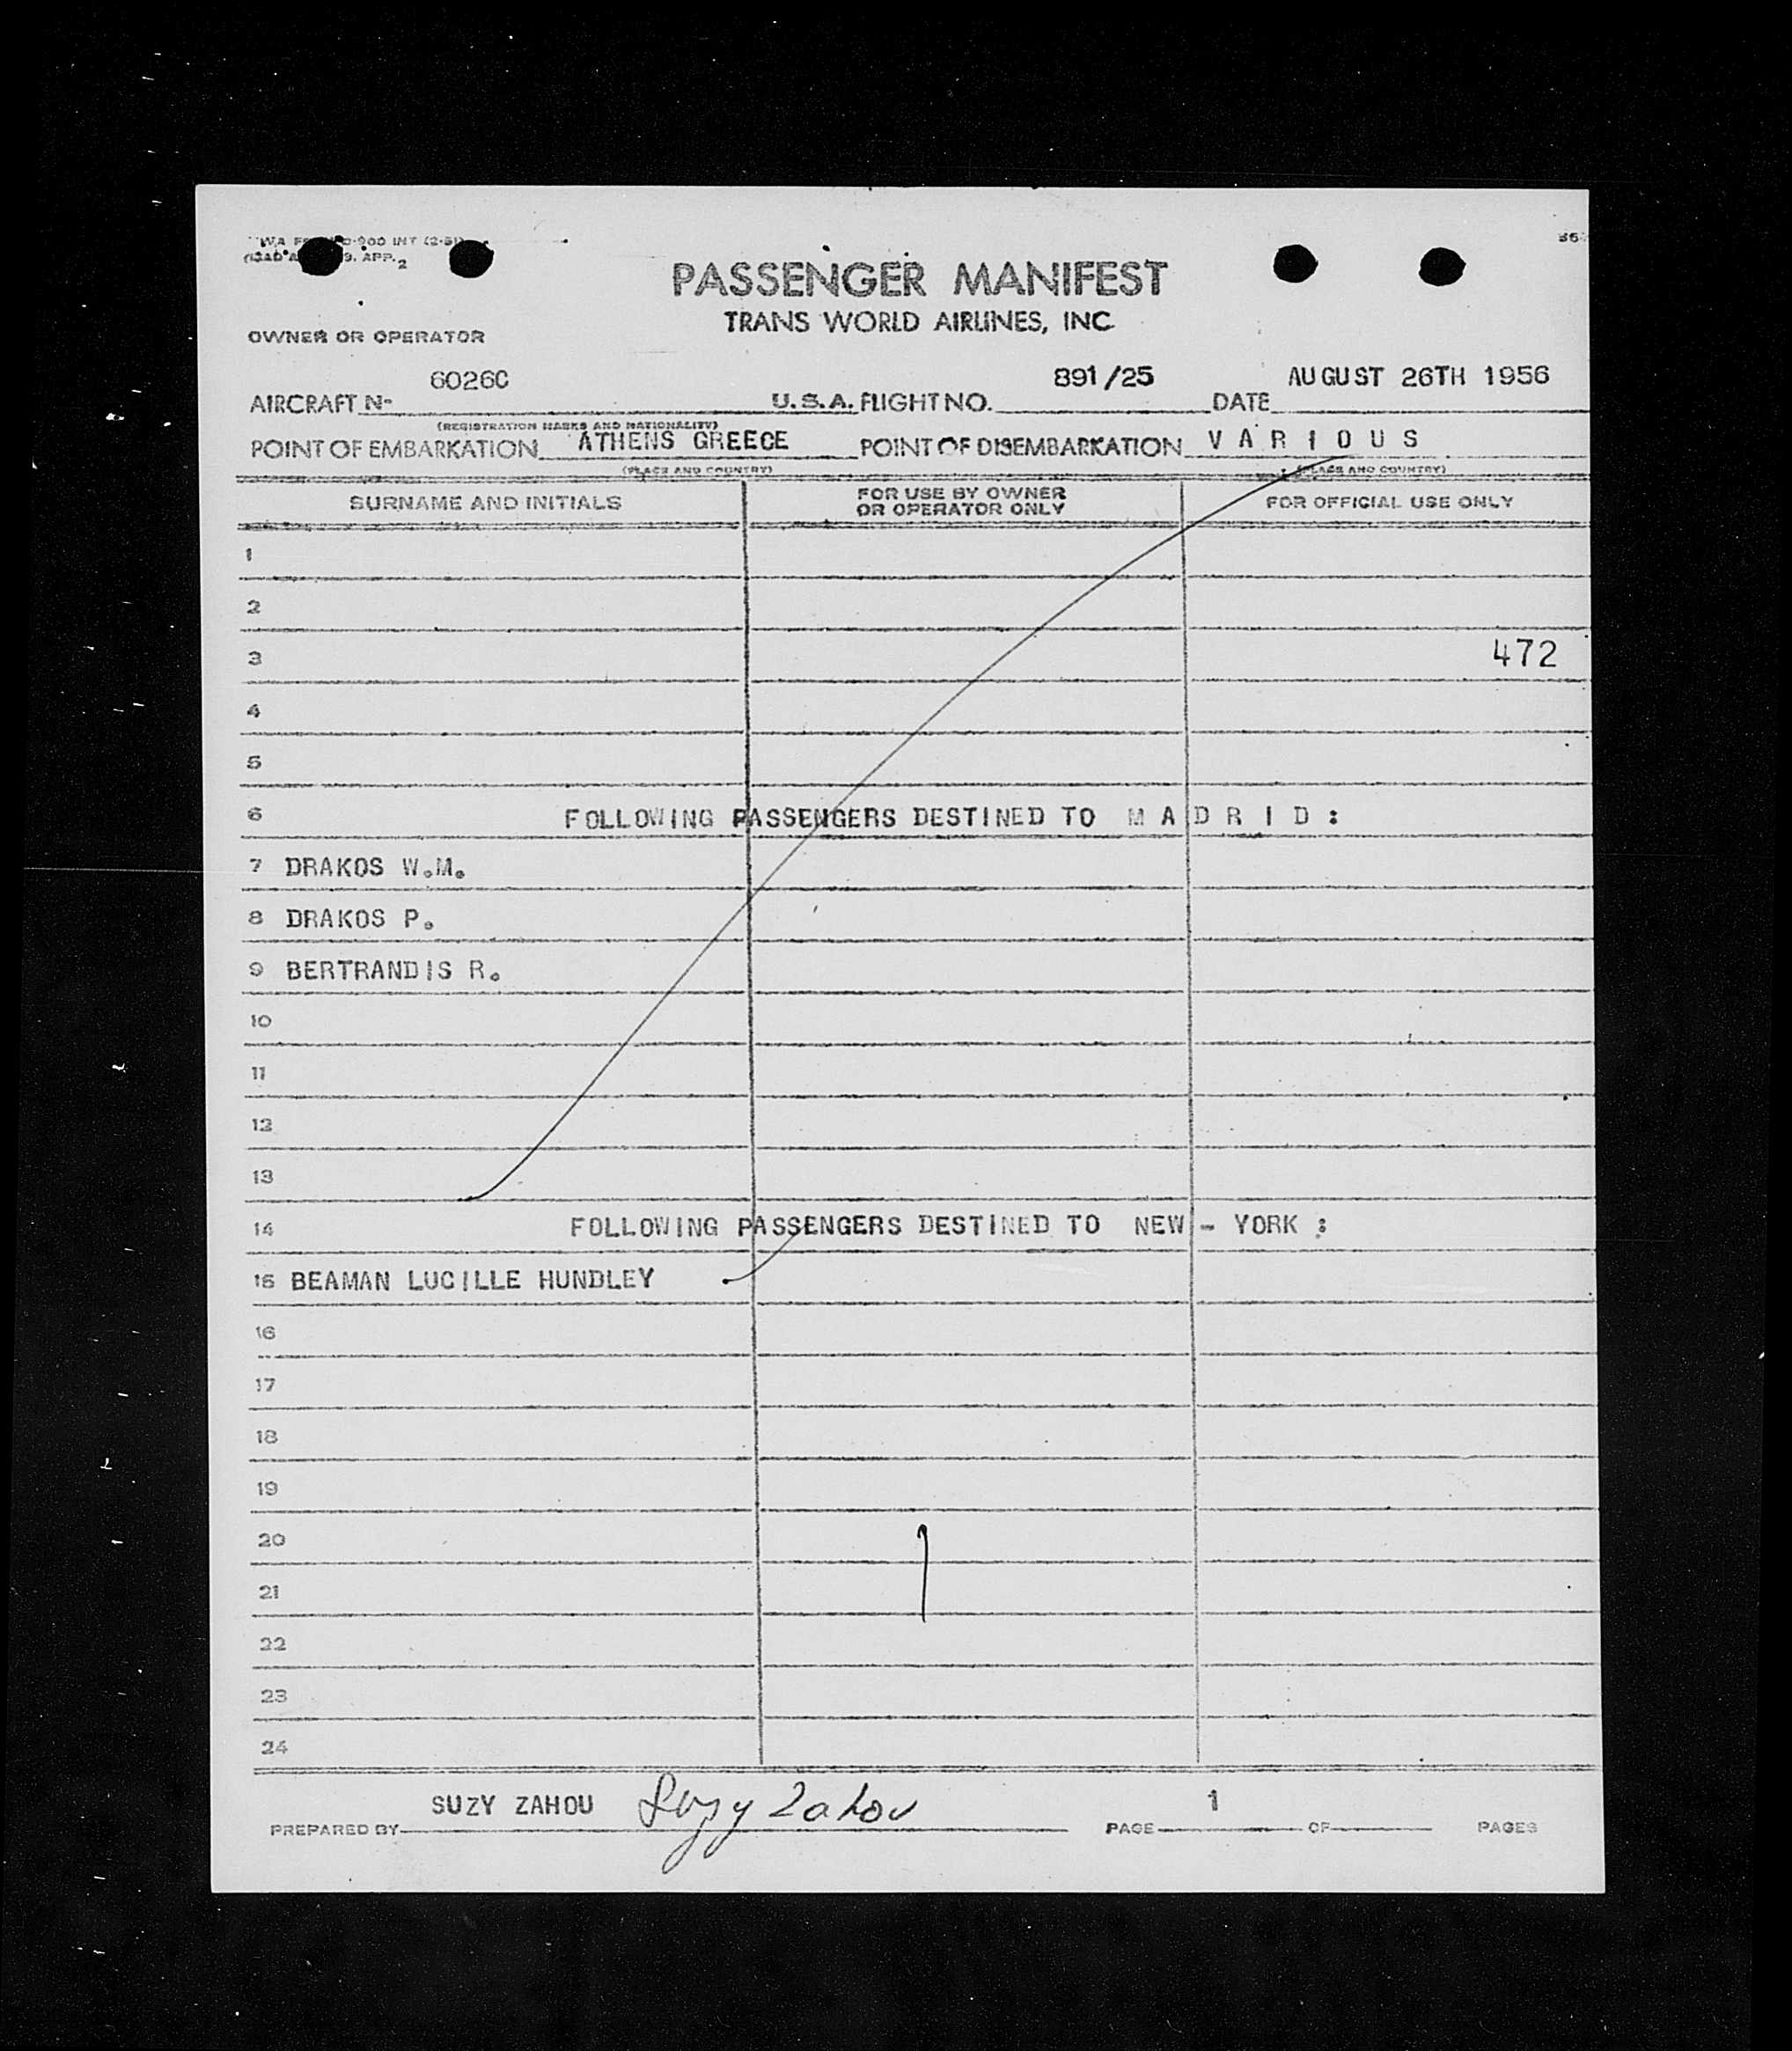 APP. 2
PASSENGER MANIFEST
TRANS WORLD AIRLINES, INC
OWNER OR OPERATOR
6026C 891/25 AUGUST 26TH 1956
AIRCRAFT N- U.S.A. FLIGHT NO. DATE
(REGISTRATION MARKS AND NATIONALITY)
POINT OF EMBARKATION ATHENS GREECE POINT OF DISEMBARKATION V A R I O U S
(PLACE AND COUNTRY) (PLACE AND COUNTRY)
SURNAME AND INITIALS FOR USE BY OWNER OR OPERATOR ONLY FOR OFFICIAL USE ONLY
1
2
3 472
4
5
6 FOLLOWING PASSENGERS DESTINED TO M A D R I D :
7 DRAKOS W.M.
8 DRAKOS P.
9 BERTRANDIS R.
10
11
12
13
14 FOLLOWING PASSENGERS DESTINED TO NEW - YORK :
15 BEAMAN LUCILLE HUNDLEY
16
17
18
19
20
21
22
23
24
SUZY ZAHOU Suzy Zahou 1
PREPARED BY PAGE OF PAGES